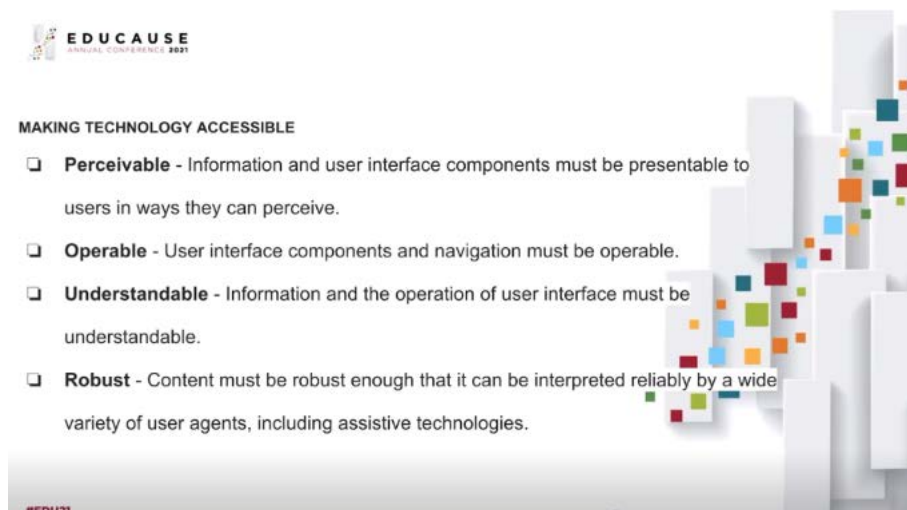 EDUCAUSE
ANNUAL CONFERENCE 2021
MAKING TECHNOLOGY ACCESSIBLE
❏ Perceivable - Information and user interface components must be presentable to
users in ways they can perceive.
❏ Operable - User interface components and navigation must be operable.
❏ Understandable - Information and the operation of user interface must be
understandable.
❏ Robust - Content must be robust enough that it can be interpreted reliably by a wide
variety of user agents, including assistive technologies.
#EDU21